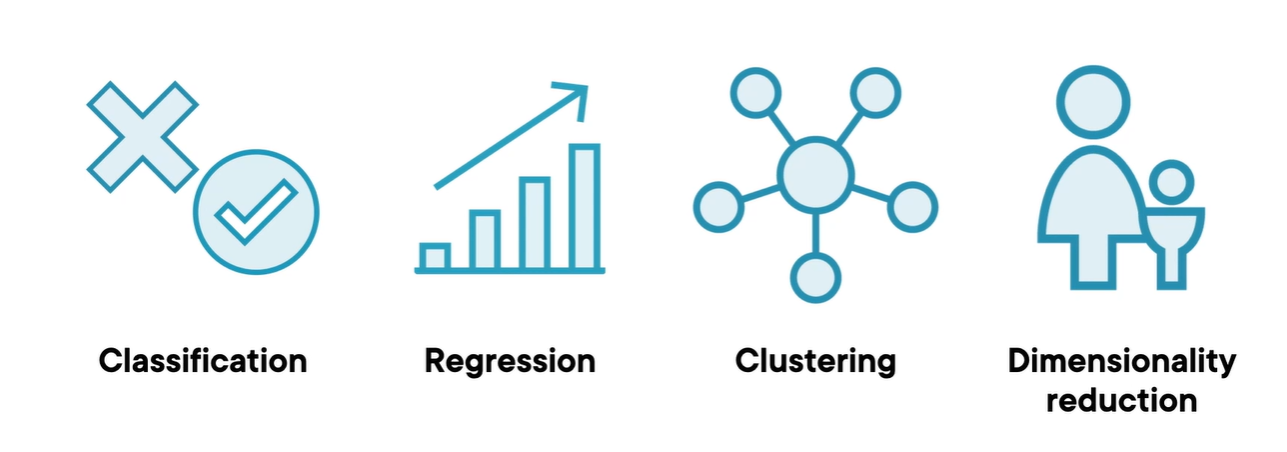 Classification
Regression
Clustering
Dimensionality
reduction